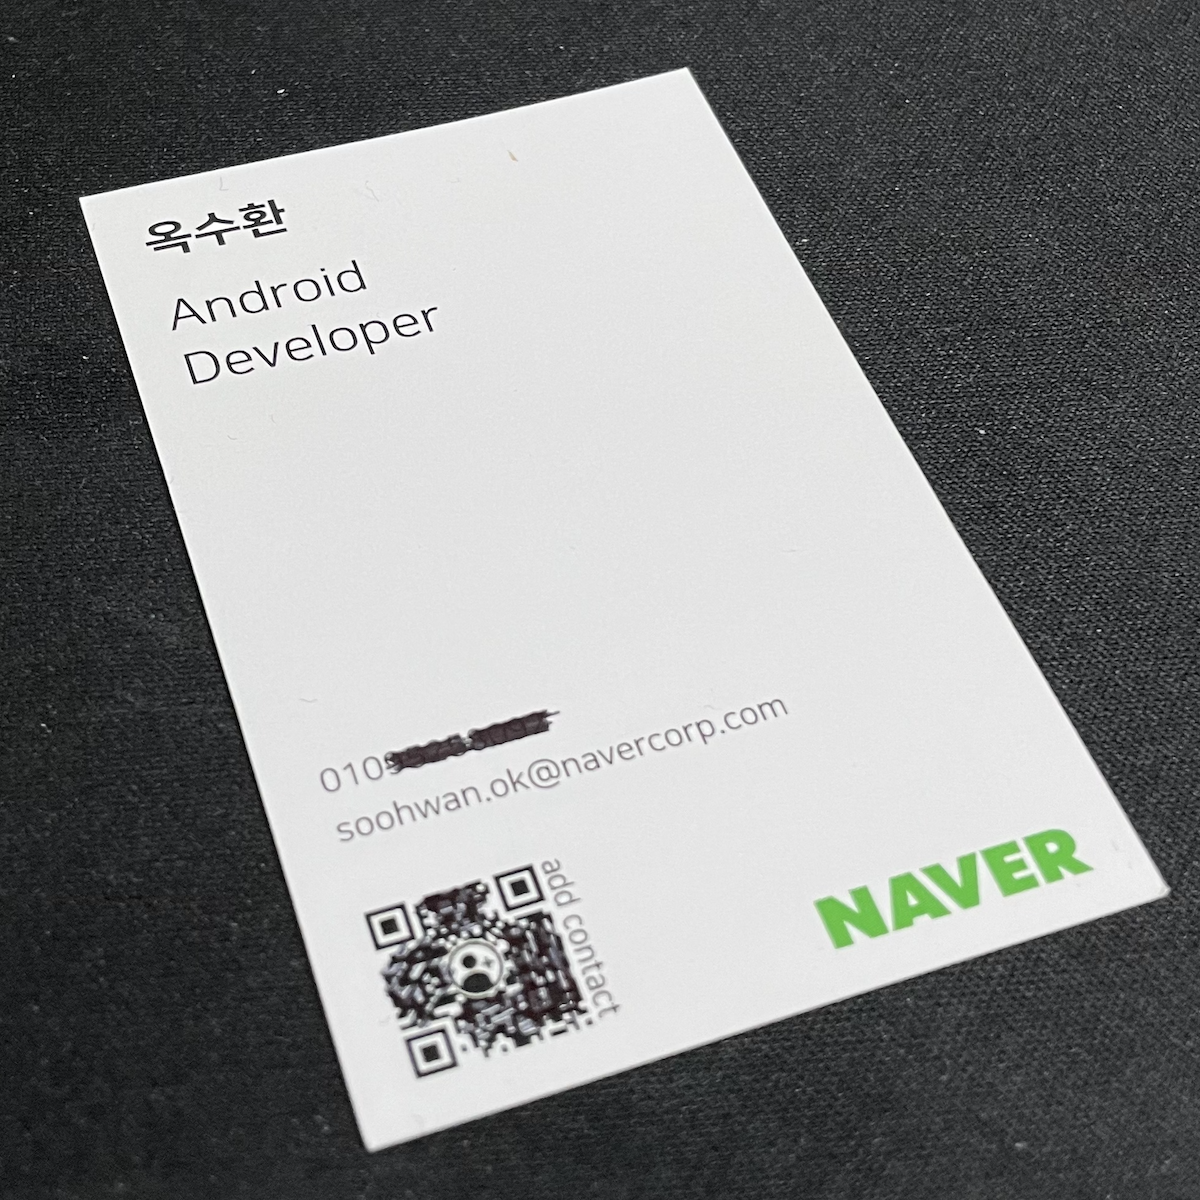 옥수환
Android
Developer
010
soohwan.ok@navercorp.com
add contact
NAVER